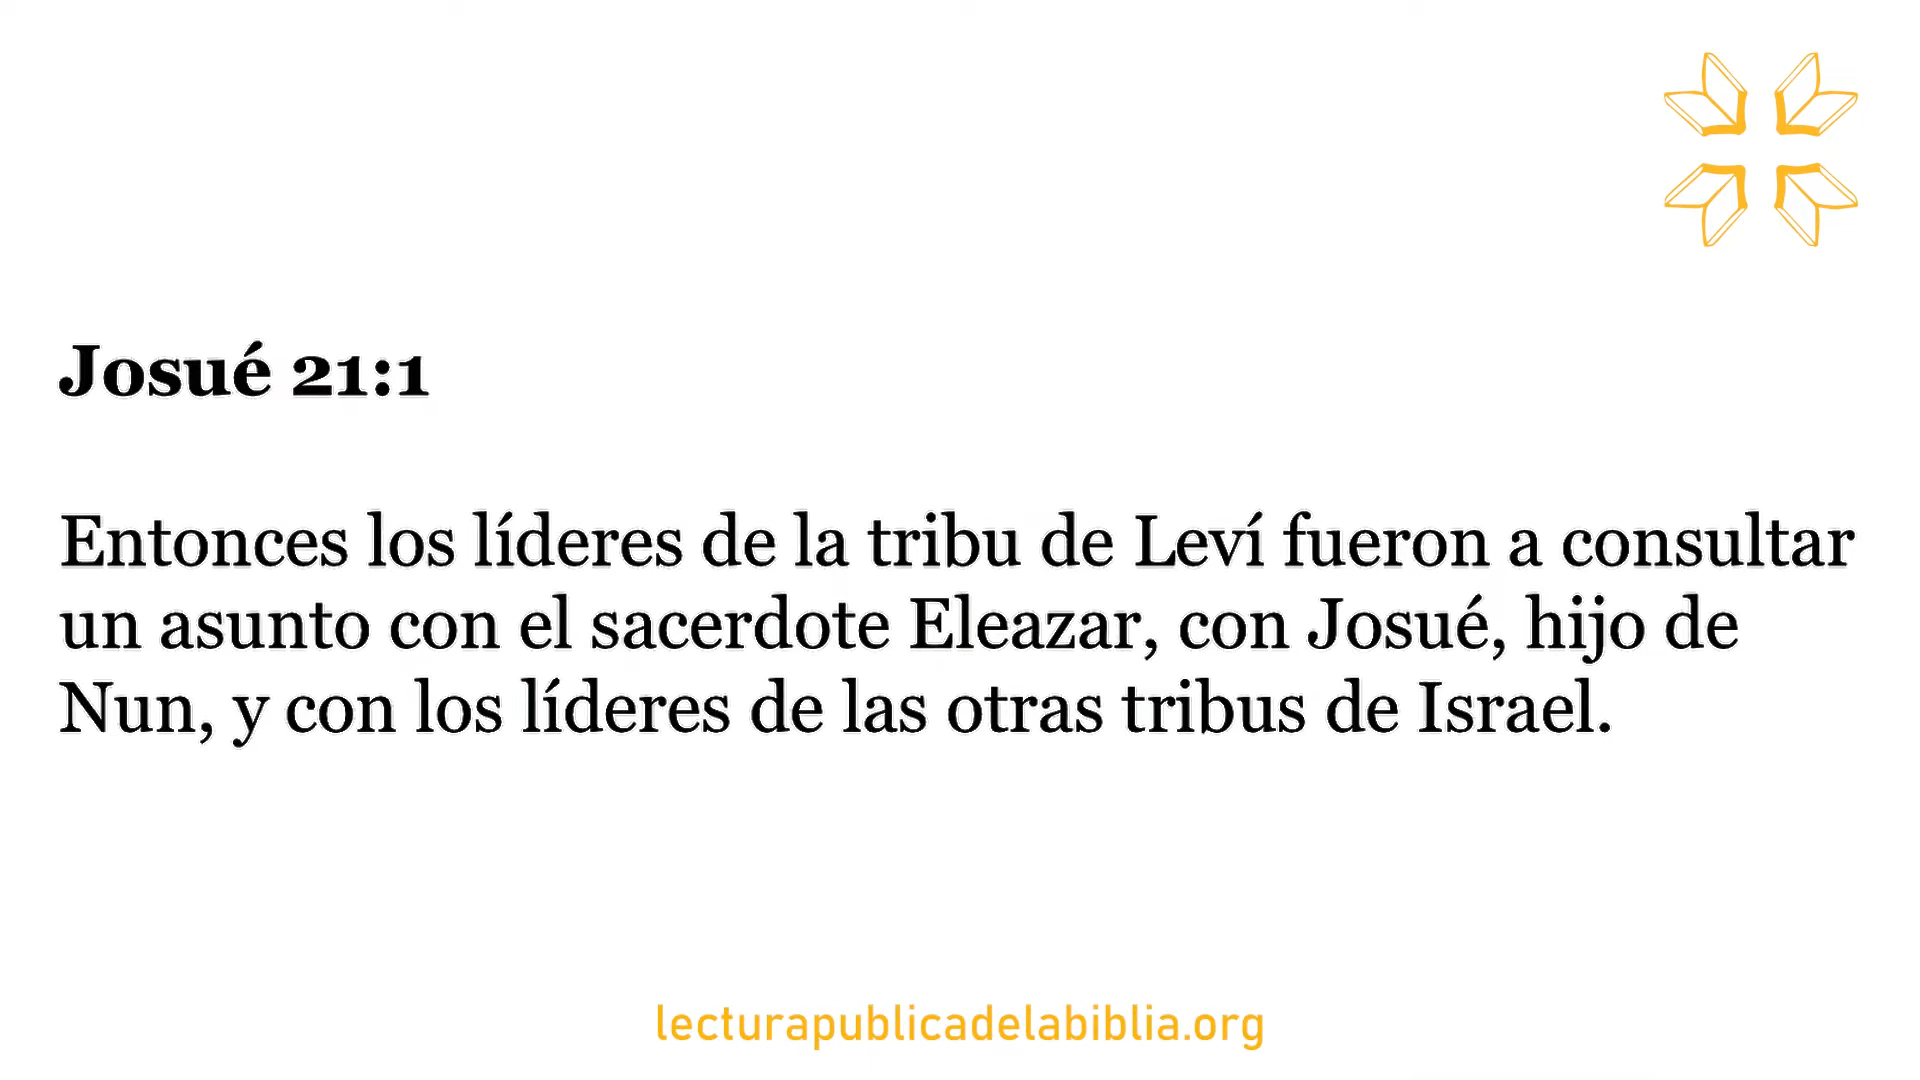 Josué 21:1
Entonces los líderes de la tribu de Leví fueron a consultar
un asunto con el sacerdote Eleazar, con Josué, hijo de
Nun, y con los líderes de las otras tribus de Israel.
lecturapublicadelabiblia.org